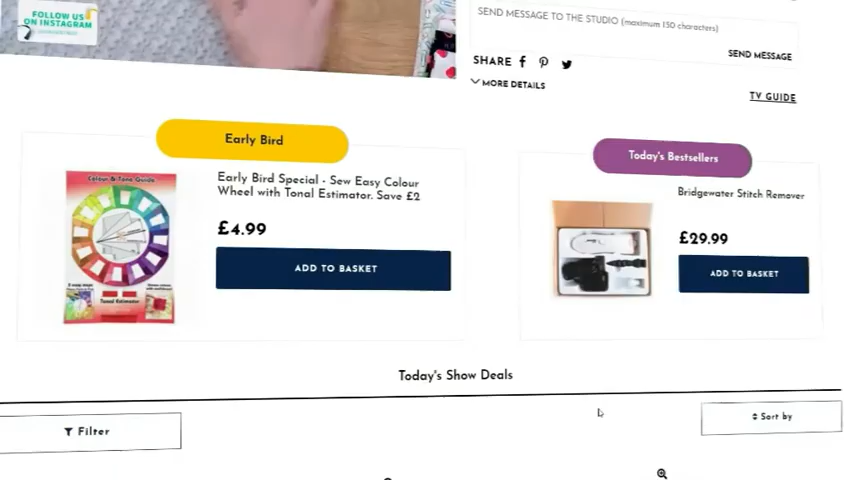 FOLLOW US
ON INSTAGRAM
SEND MESSAGE TO THE STUDIO (maximum 150 characters)
SEND MESSAGE
SHARE
MORE DETAILS
TV GUIDE
Early Bird
Early Bird Special - Sew Easy Colour
Wheel with Tonal Estimator. Save £2
£4.99
ADD TO BASKET
Colour & Tone Guide
Tonal Estimator
Today's Bestsellers
Bridgewater Stitch Remover
£29.99
ADD TO BASKET
Today's Show Deals
Filter
Sort by